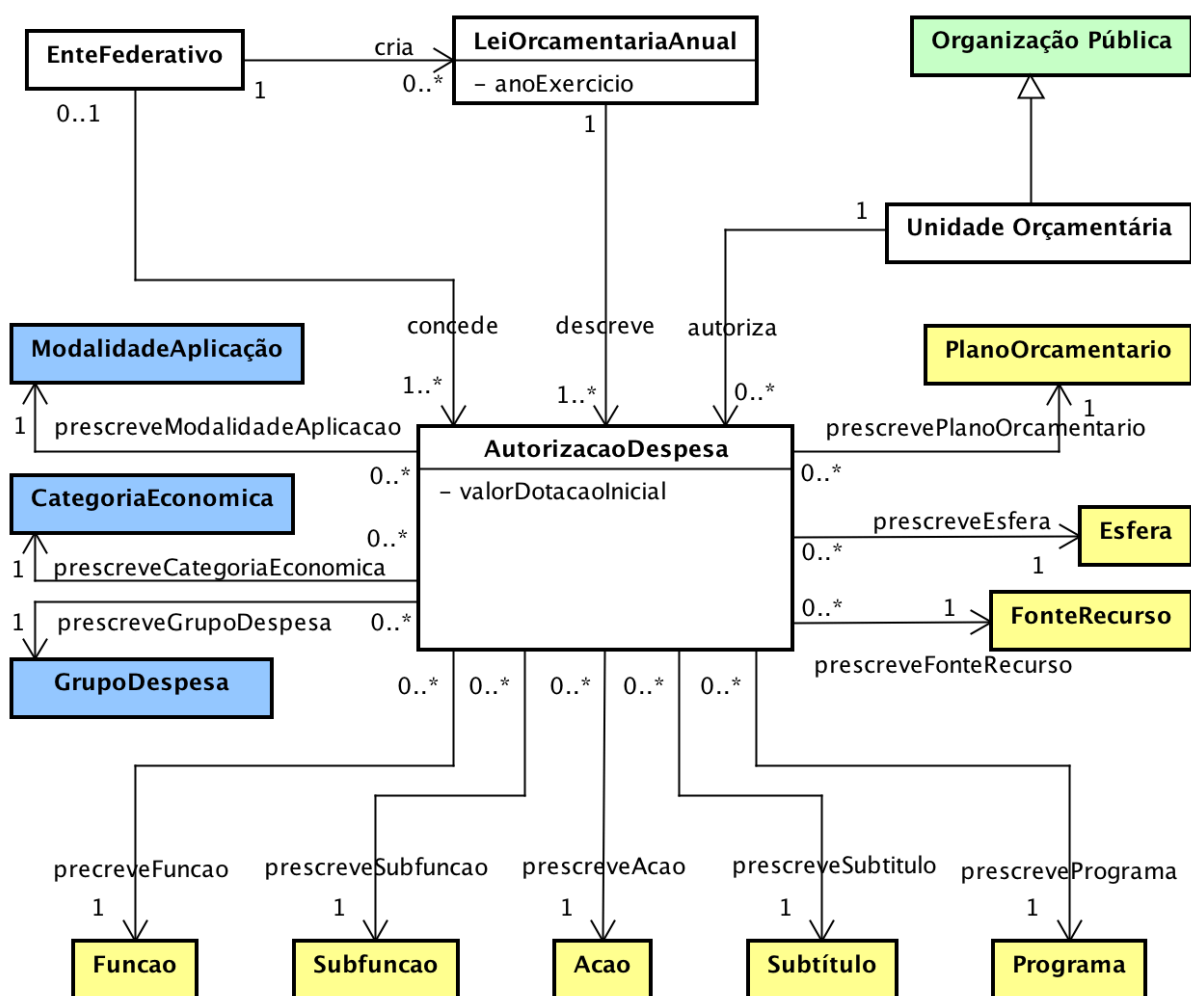 EnteFederativo
cria
LeiOrcamentariaAnual
– anoExercicio
Organização Pública
1
0..*
0..1
1
1
Unidade Orçamentária
concede
descreve
autoriza
ModalidadeAplicação
PlanoOrcamentario
1..*
1..*
0..*
1
1
prescreveModalidadeAplicacao
prescrevePlanoOrcamentario
AutorizacaoDespesa
0..*
0..*
– valorDotacaoInicial
CategoriaEconomica
prescreveEsfera
Esfera
0..*
0..*
1
1
prescreveCategoriaEconomica
0..*
1
FonteRecurso
1
prescreveGrupoDespesa
0..*
prescreveFonteRecurso
GrupoDespesa
0..*
0..*
0..*
0..*
0..*
precreveFuncao
prescreveSubfuncao
prescreveAcao
prescreveSubtitulo
prescrevePrograma
1
1
1
1
1
Funcao
Subfuncao
Acao
Subtítulo
Programa